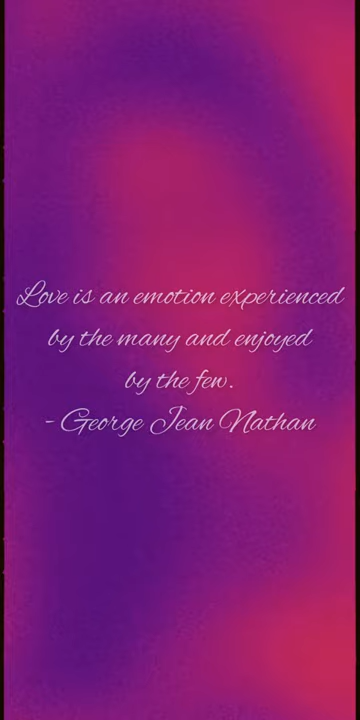 Love is an emotion experienced
by the many and enjoyed
by the few.
- George Jean Nathan